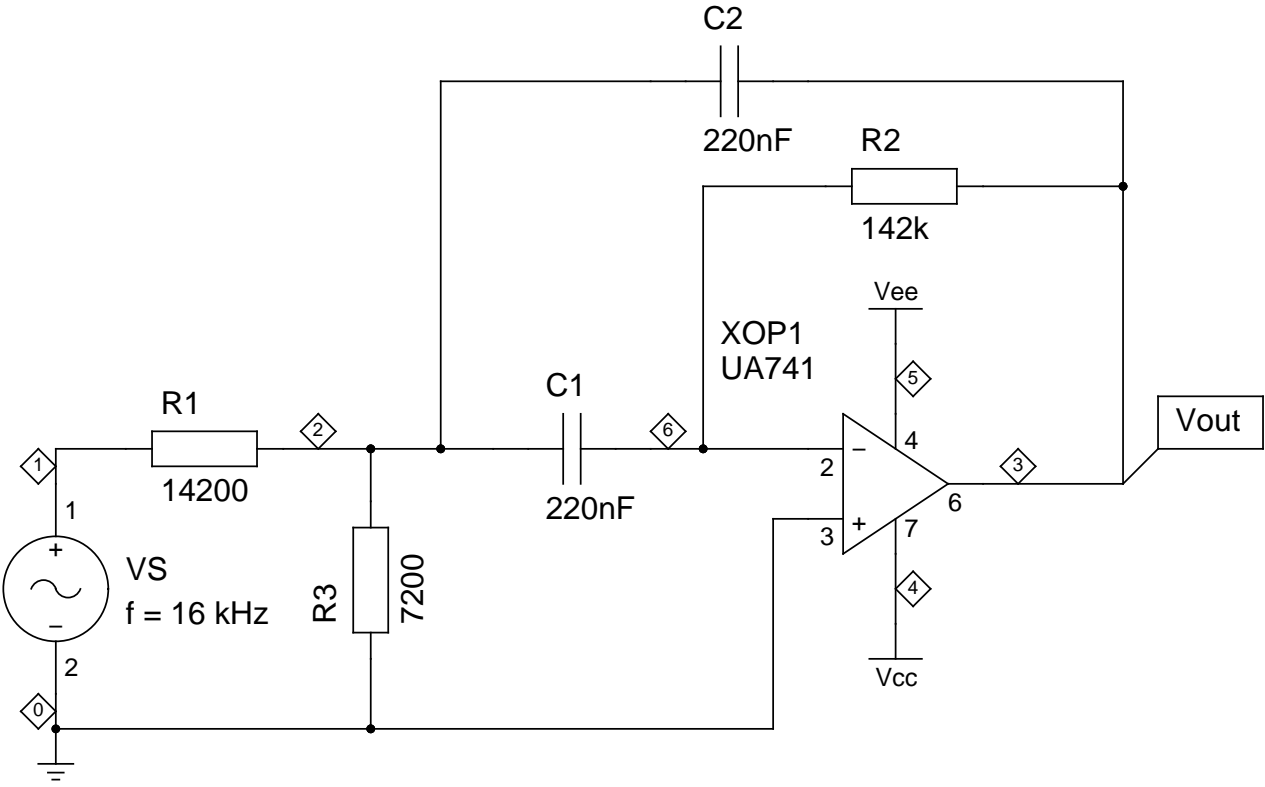 C2
220nF
R2
142k
Vee
XOP1
UA741
5
C1
R1
2
6
4
Vout
1
2
−
3
14200
220nF
6
1
+
3
+
7
VS
R3
7200
f = 16 kHz
4
−
2
Vcc
0